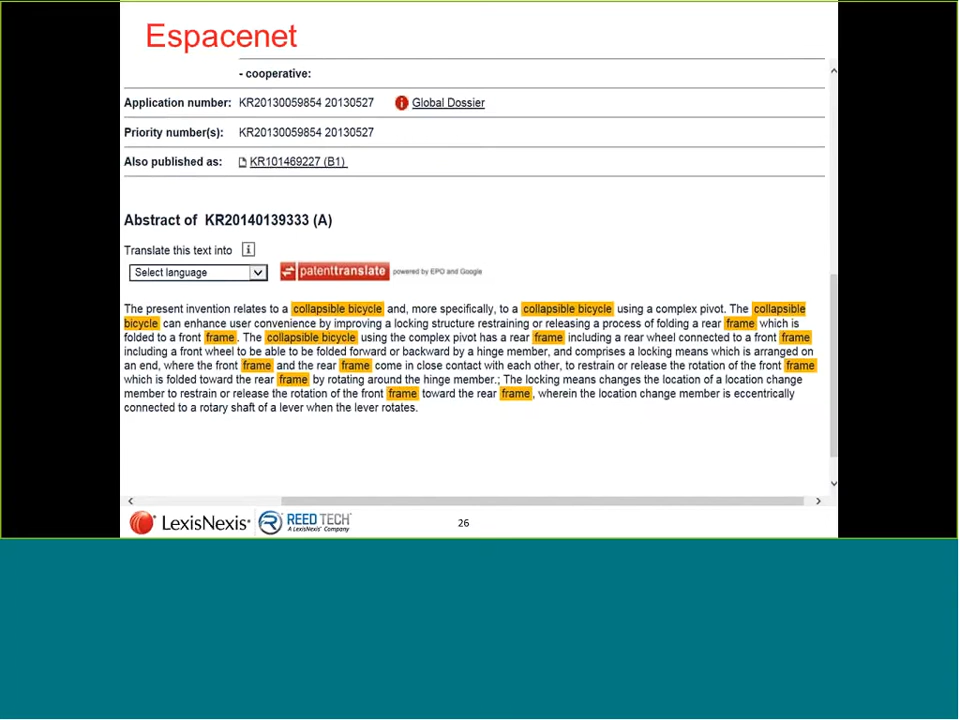 Espacenet
- cooperative:
Application number: KR20130059854 20130527 Global Dossier
Priority number(s): KR20130059854 20130527
Also published as: KR101469227 (B1)
Abstract of KR20140139333 (A)
Translate this text into i
Select language patenttranslate powered by EPO and Google
The present invention relates to a collapsible bicycle and, more specifically, to a collapsible bicycle using a complex pivot. The collapsible
bicycle can enhance user convenience by improving a locking structure restraining or releasing a process of folding a rear frame which is
folded to a front frame. The collapsible bicycle using the complex pivot has a rear frame including a rear wheel connected to a front frame
including a front wheel to be able to be folded forward or backward by a hinge member, and comprises a locking means which is arranged on
an end, where the front frame and the rear frame come in close contact with each other, to restrain or release the rotation of the front frame
which is folded toward the rear frame by rotating around the hinge member.; The locking means changes the location of a location change
member to restrain or release the rotation of the front frame toward the rear frame, wherein the location change member is eccentrically
connected to a rotary shaft of a lever when the lever rotates.
LexisNexis® REED TECH
A LexisNexis® Company
26